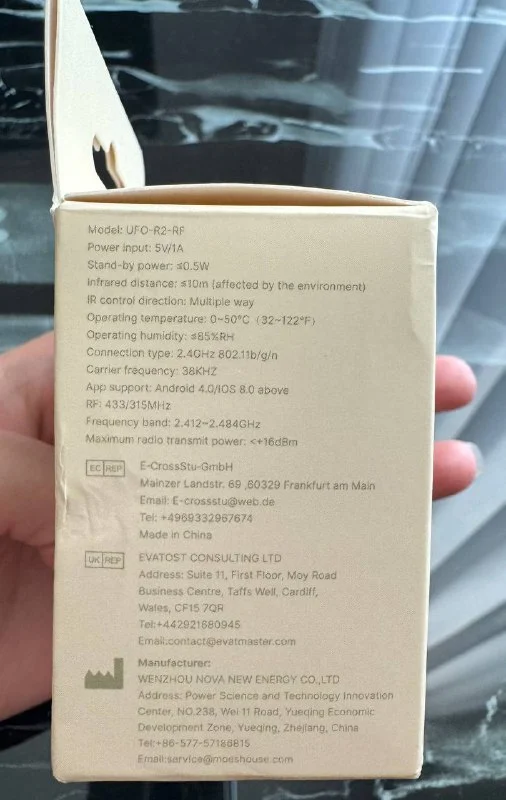 Model: UFO-R2-RF
Power input: 5V/1A
Stand-by power: ≤0.5W
Infrared distance: ≤10m (affected by the environment)
IR control direction: Multiple way
Operating temperature: 0~50°C (32~122°F)
Operating humidity: ≤85%RH
Connection type: 2.4GHz 802.11b/g/n
Carrier frequency: 38KHZ
App support: Android 4.0/iOS 8.0 above
RF: 433/315MHz
Frequency band: 2.412~2.484GHz
Maximum radio transmit power: <+16dBm
EC REP E-CrossStu-GmbH
Mainzer Landstr. 69 ,60329 Frankfurt am Main
Email: E-crossstu@web.de
Tel: +4969332967674
Made in China
UK REP EVATOST CONSULTING LTD
Address: Suite 11, First Floor, Moy Road
Business Centre, Taffs Well, Cardiff,
Wales, CF15 7QR
Tel:+442921680945
Email:contact@evatmaster.com
Manufacturer:
WENZHOU NOVA NEW ENERGY CO.,LTD
Address: Power Science and Technology Innovation
Center, NO.238, Wei 11 Road, Yueqing Economic
Development Zone, Yueqing, Zhejiang, China
Tel:+86-577-57186815
Email:service@moeshouse.com